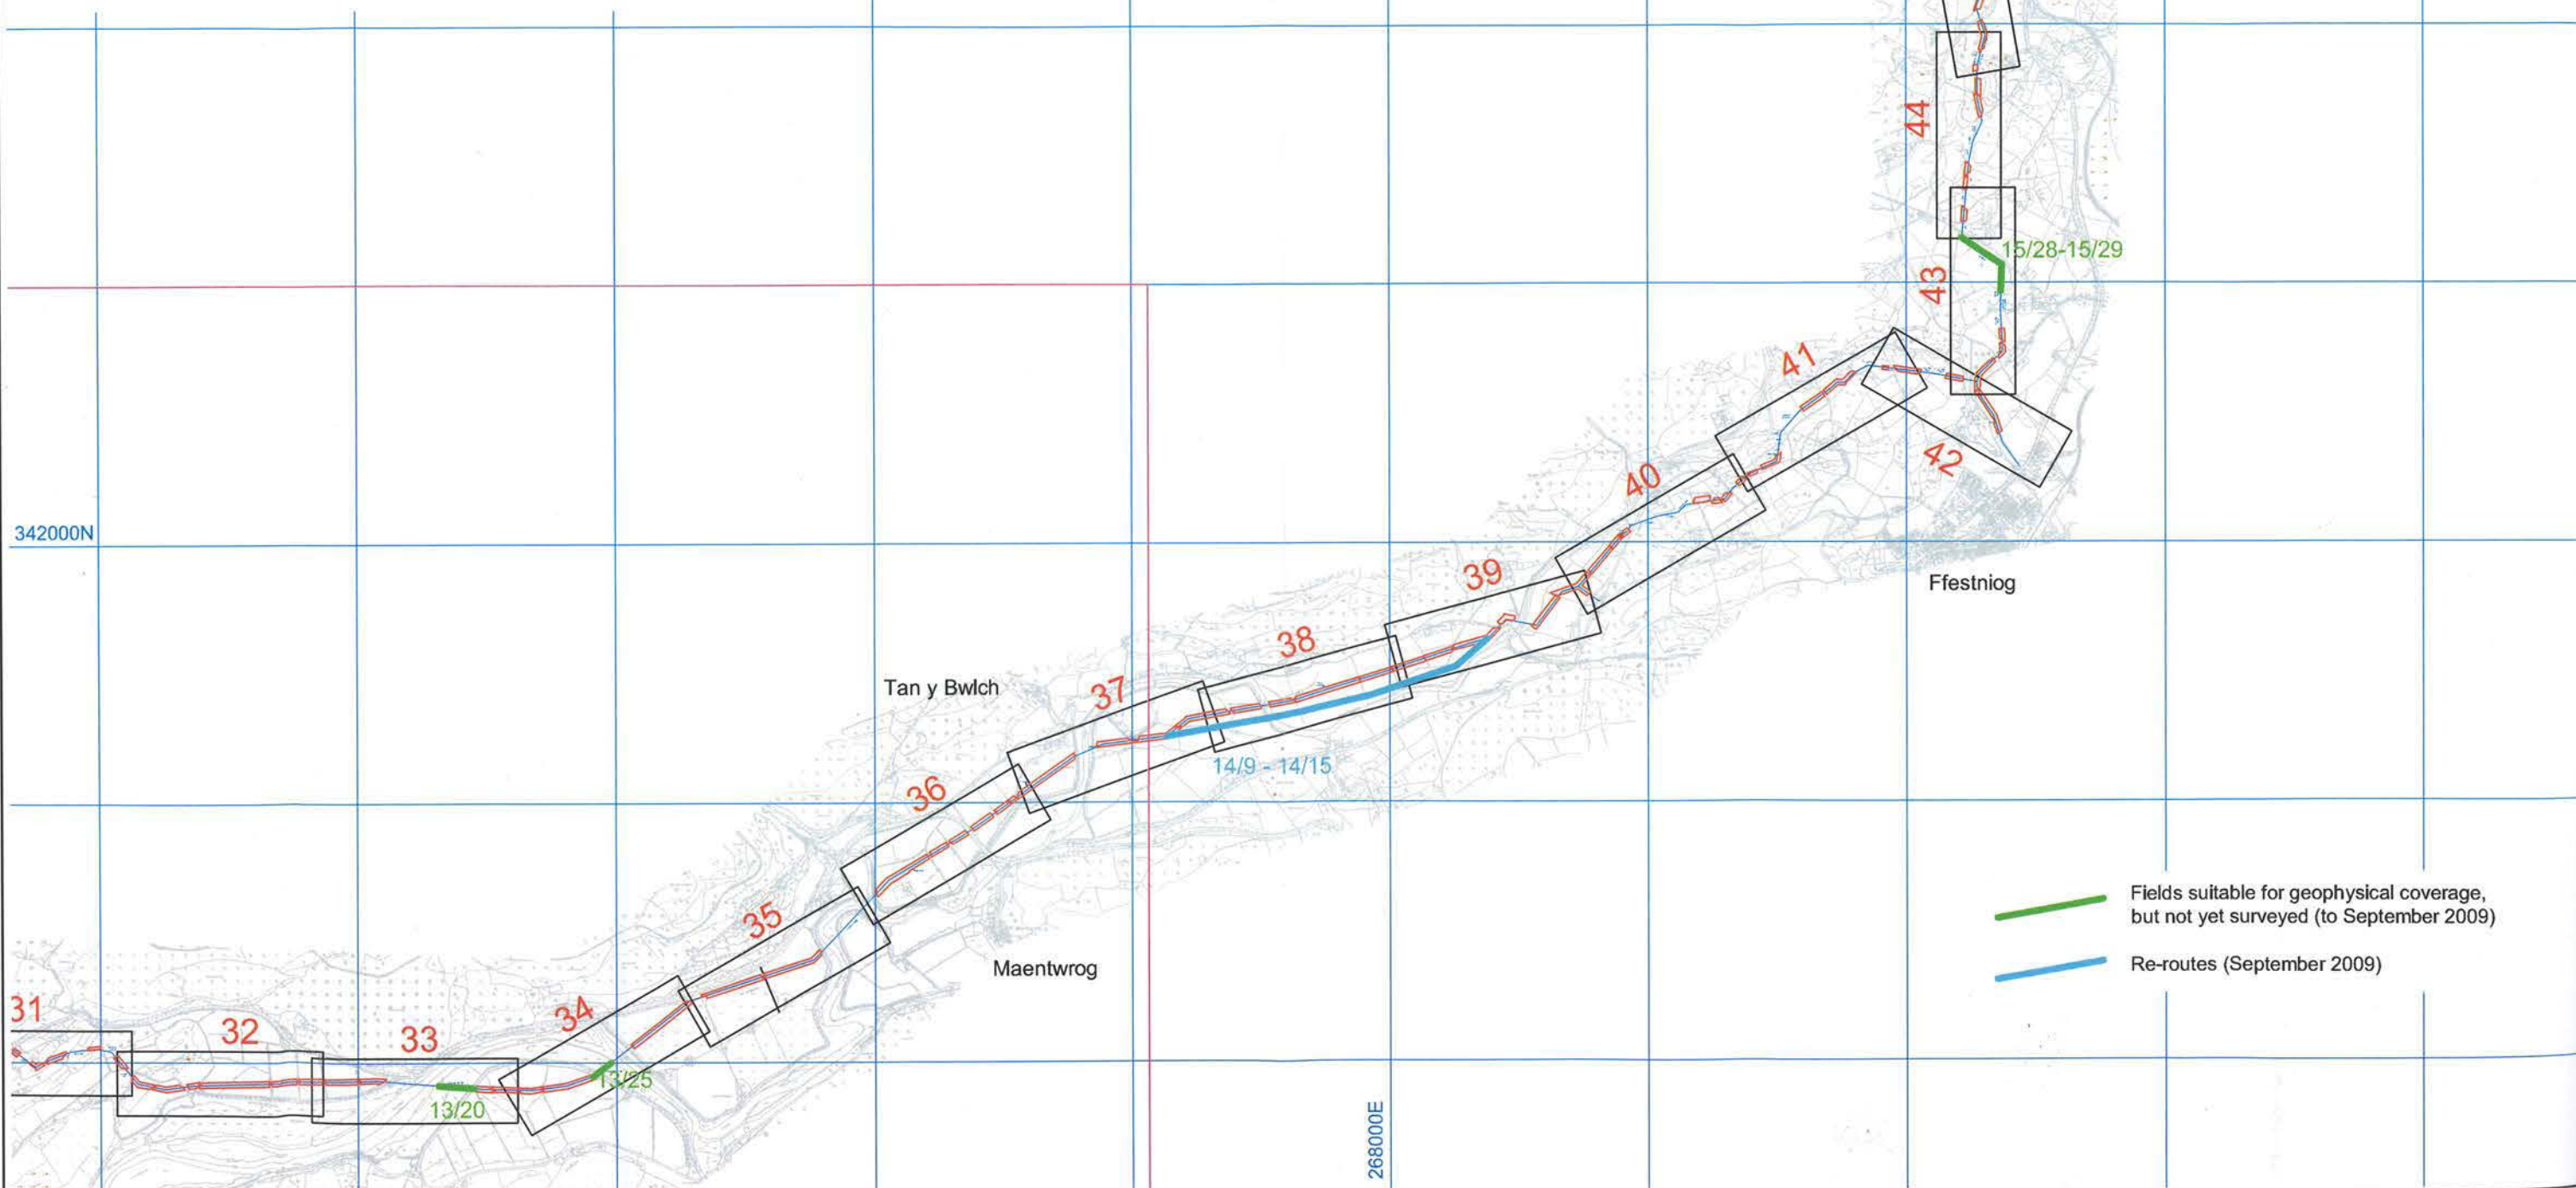 44
15/28-15/29
43
41
42
40
342000N
39
Ffestniog
38
Tan y Bwlch
37
14/9 - 14/15
36
Fields suitable for geophysical coverage,
but not yet surveyed (to September 2009)
Re-routes (September 2009)
35
Maentwrog
31
34
32
33
13/25
13/20
268000E